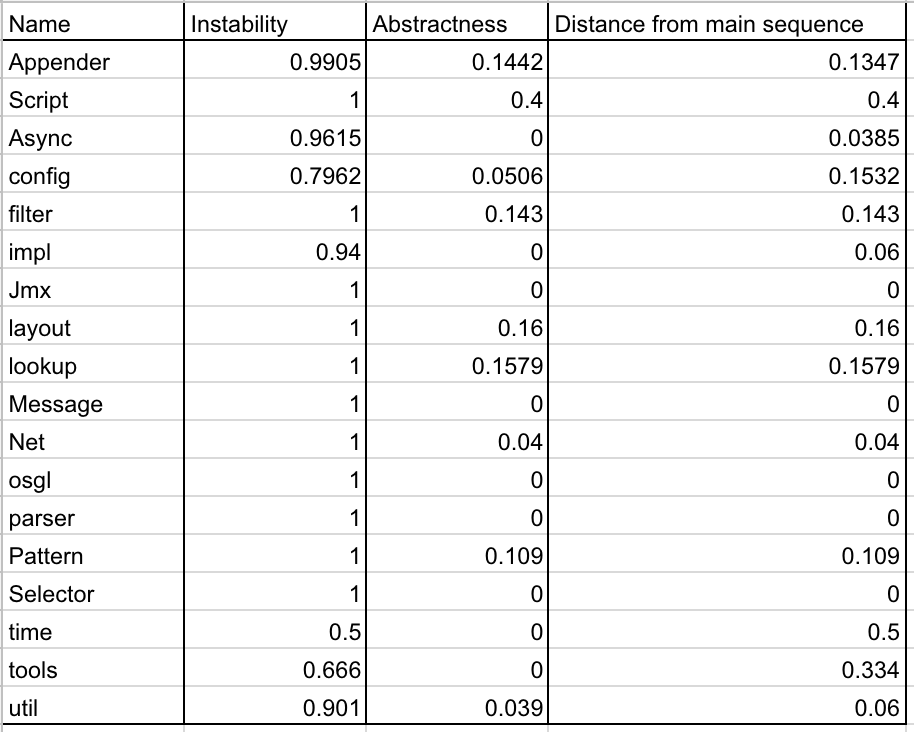 Name Instability Abstractness Distance from main sequence
Appender 0.9905 0.1442 0.1347
Script 1 0.4 0.4
Async 0.9615 0 0.0385
config 0.7962 0.0506 0.1532
filter 1 0.143 0.143
impl 0.94 0 0.06
Jmx 1 0 0
layout 1 0.16 0.16
lookup 1 0.1579 0.1579
Message 1 0 0
Net 1 0.04 0.04
osgl 1 0 0
parser 1 0 0
Pattern 1 0.109 0.109
Selector 1 0 0
time 0.5 0 0.5
tools 0.666 0 0.334
util 0.901 0.039 0.06